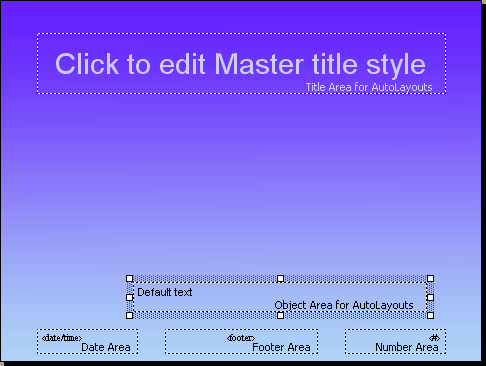 Click to edit Master title style
Title Area for AutoLayouts
Default text
Object Area for AutoLayouts
<date/time>
Date Area
<footer>
Footer Area
<#>
Number Area